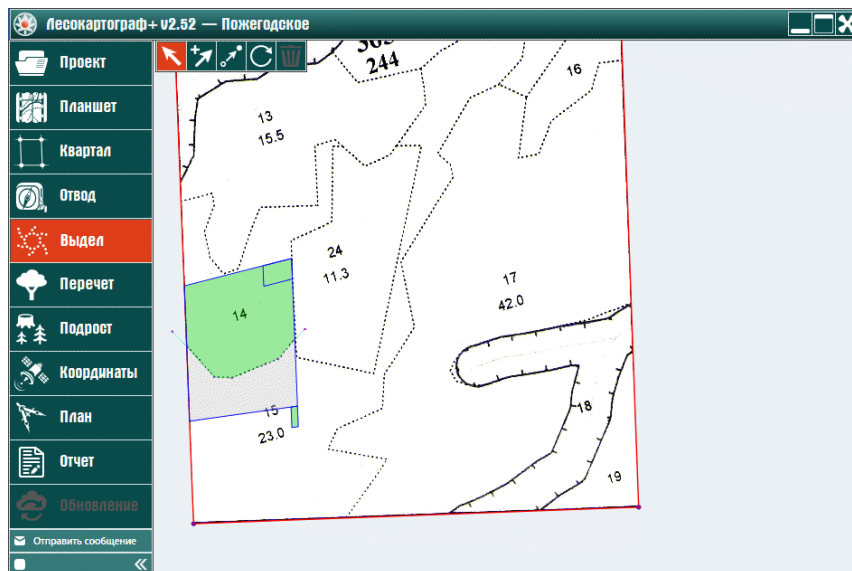 Лесокартограф+ v2.52 — Пожегодское
Проект
Планшет
Квартал
Отвод
Выдел
Перечет
Подрост
Координаты
План
Отчет
Обновление
Отправить сообщение
244
16
13
15.5
24
11.3
17
42.0
14
15
23.0
18
19